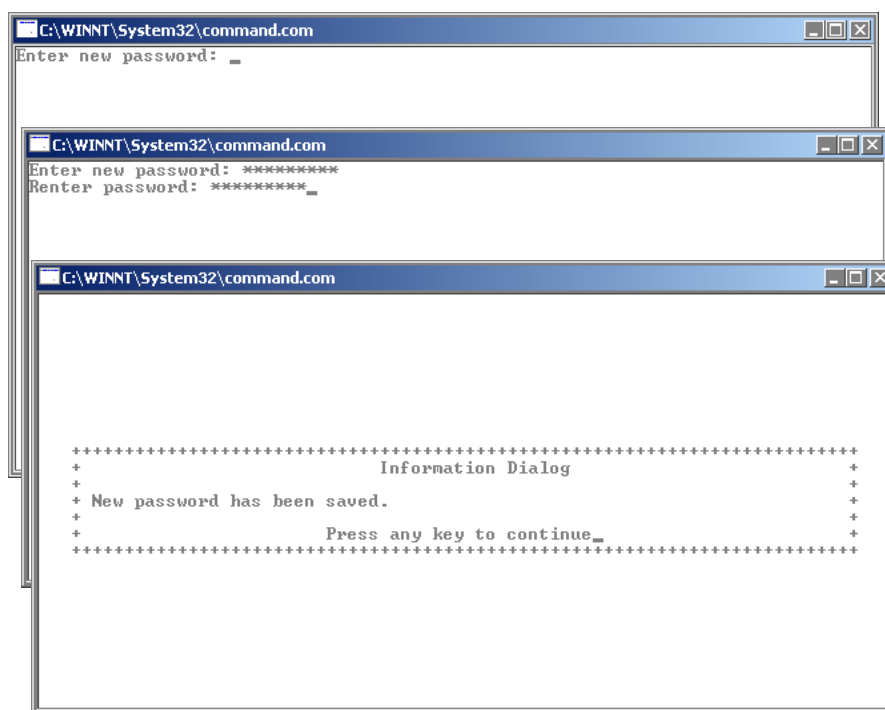 C:\WINNT\System32\command.com
Enter new password: _
C:\WINNT\System32\command.com
Enter new password: *********
Renter password: *********_
C:\WINNT\System32\command.com
++++++++++++++++++++++++++++++++++++++++++++++++++++++++++++++++++++++++++
+ Information Dialog +
+ +
+ New password has been saved. +
+ +
+ Press any key to continue_ +
++++++++++++++++++++++++++++++++++++++++++++++++++++++++++++++++++++++++++